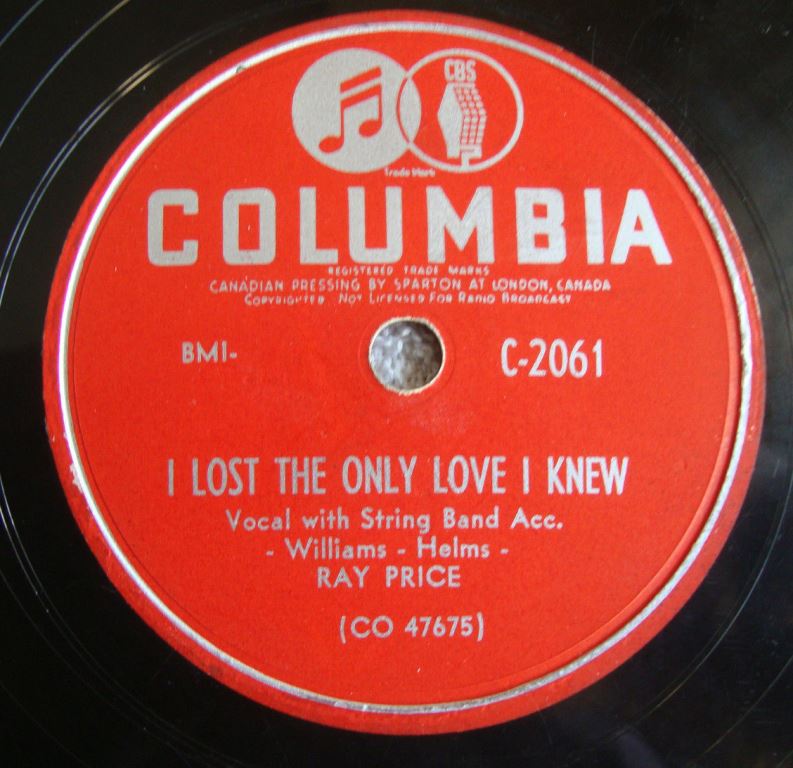 CBS
Trade Mark
COLUMBIA
REGISTERED TRADE MARKS
CANADIAN PRESSING BY SPARTON AT LONDON, CANADA
COPYRIGHTED NOT LICENSED FOR RADIO BROADCAST
BMI- C-2061
I LOST THE ONLY LOVE I KNEW
Vocal with String Band Acc.
- Williams - Helms -
RAY PRICE
(CO 47675)